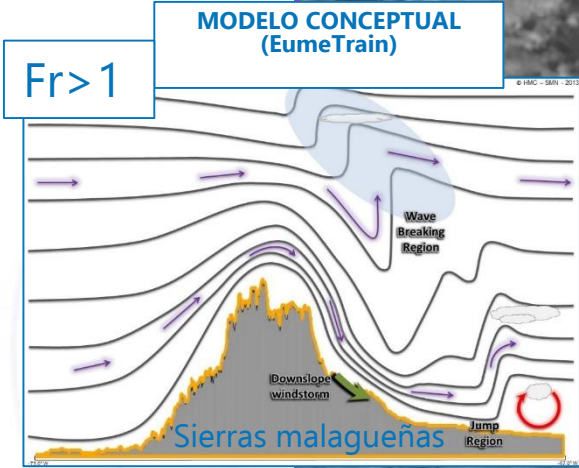 MODELO CONCEPTUAL
(EumeTrain)
© HMC – SMN - 2013
Fr>1
Wave
Breaking
Region
Downslope
windstorm
Jump
Region
Sierras malagueñas